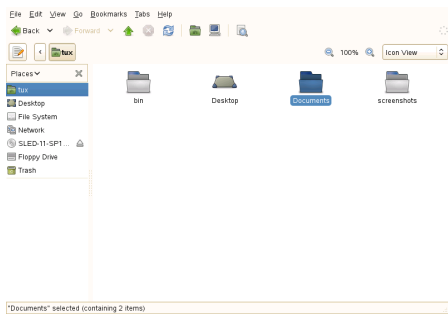 File Edit View Go Bookmarks Tabs Help
Back Forward
tux 100% Icon View
Places
tux
Desktop
File System
Network
SLED-11-SP1 ...
Floppy Drive
Trash
bin Desktop Documents screenshots
"Documents" selected (containing 2 items)